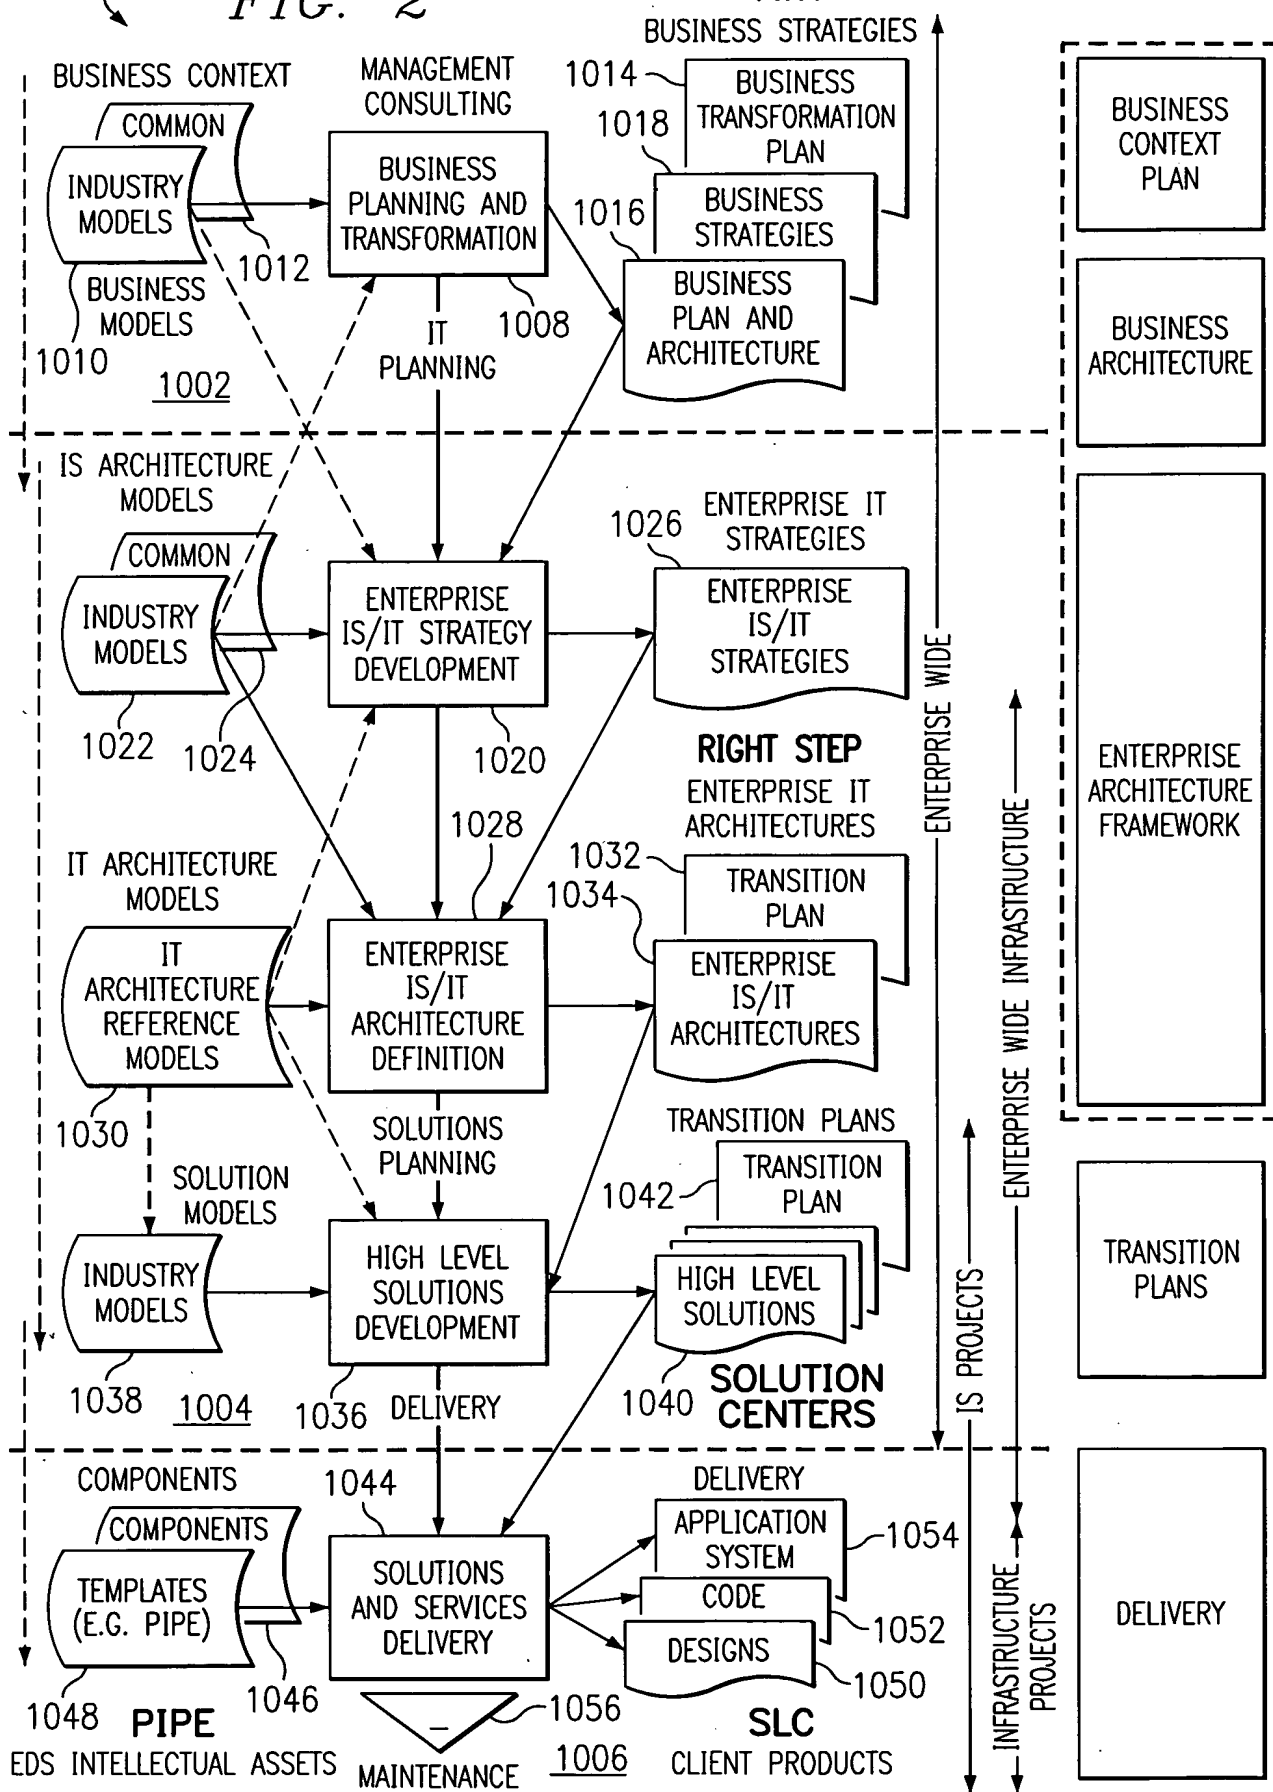 FIG. 2
BUSINESS STRATEGIES
BUSINESS CONTEXT
COMMON
INDUSTRY
MODELS
1012
BUSINESS
MODELS
1010
1002
MANAGEMENT
CONSULTING
BUSINESS
PLANNING AND
TRANSFORMATION
1008
IT
PLANNING
1014
BUSINESS
TRANSFORMATION
PLAN
1018
BUSINESS
STRATEGIES
1016
BUSINESS
PLAN AND
ARCHITECTURE
BUSINESS
CONTEXT
PLAN
BUSINESS
ARCHITECTURE
IS ARCHITECTURE
MODELS
COMMON
INDUSTRY
MODELS
1022
1024
ENTERPRISE
IS/IT STRATEGY
DEVELOPMENT
1020
ENTERPRISE IT
STRATEGIES
1026
ENTERPRISE
IS/IT
STRATEGIES
RIGHT STEP
ENTERPRISE WIDE
ENTERPRISE
ARCHITECTURE
FRAMEWORK
IT ARCHITECTURE
MODELS
IT
ARCHITECTURE
REFERENCE
MODELS
1030
1028
ENTERPRISE
IS/IT
ARCHITECTURE
DEFINITION
SOLUTIONS
PLANNING
ENTERPRISE IT
ARCHITECTURES
1032
TRANSITION
PLAN
1034
ENTERPRISE
IS/IT
ARCHITECTURES
ENTERPRISE WIDE INFRASTRUCTURE
SOLUTION
MODELS
INDUSTRY
MODELS
1038
1004
HIGH LEVEL
SOLUTIONS
DEVELOPMENT
1036
DELIVERY
TRANSITION PLANS
TRANSITION
PLAN
1042
HIGH LEVEL
SOLUTIONS
1040
SOLUTION
CENTERS
IS PROJECTS
TRANSITION
PLANS
COMPONENTS
COMPONENTS
TEMPLATES
(E.G. PIPE)
1046
1048
PIPE
EDS INTELLECTUAL ASSETS
1044
SOLUTIONS
AND SERVICES
DELIVERY
1056
MAINTENANCE
1006
DELIVERY
APPLICATION
SYSTEM
1054
CODE
1052
DESIGNS
1050
SLC
CLIENT PRODUCTS
INFRASTRUCTURE
PROJECTS
DELIVERY